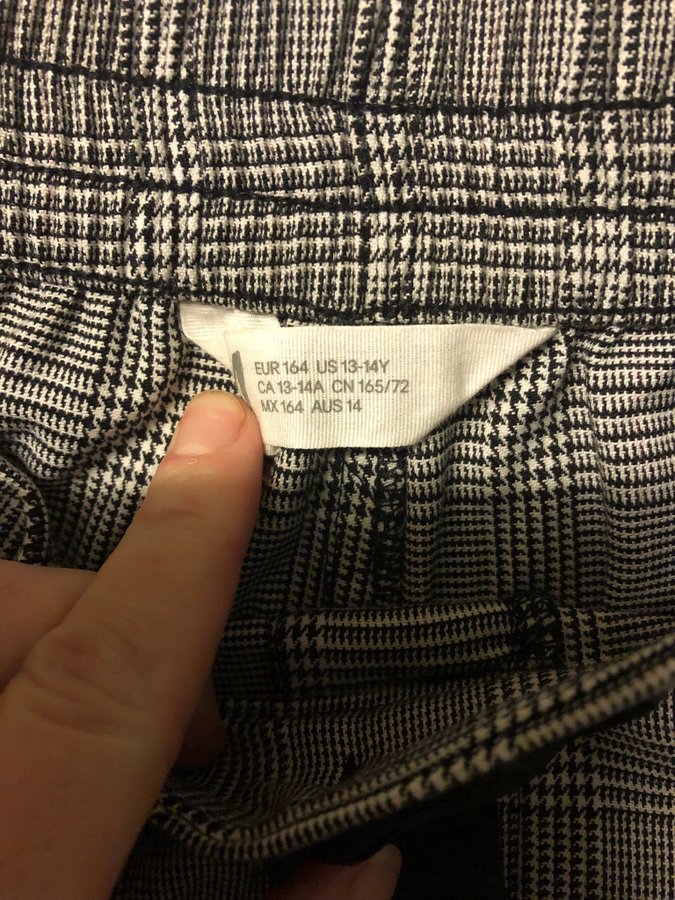 EUR 164 US 13-14Y
CA 13-14A CN 165/72
MX 164 AUS 14